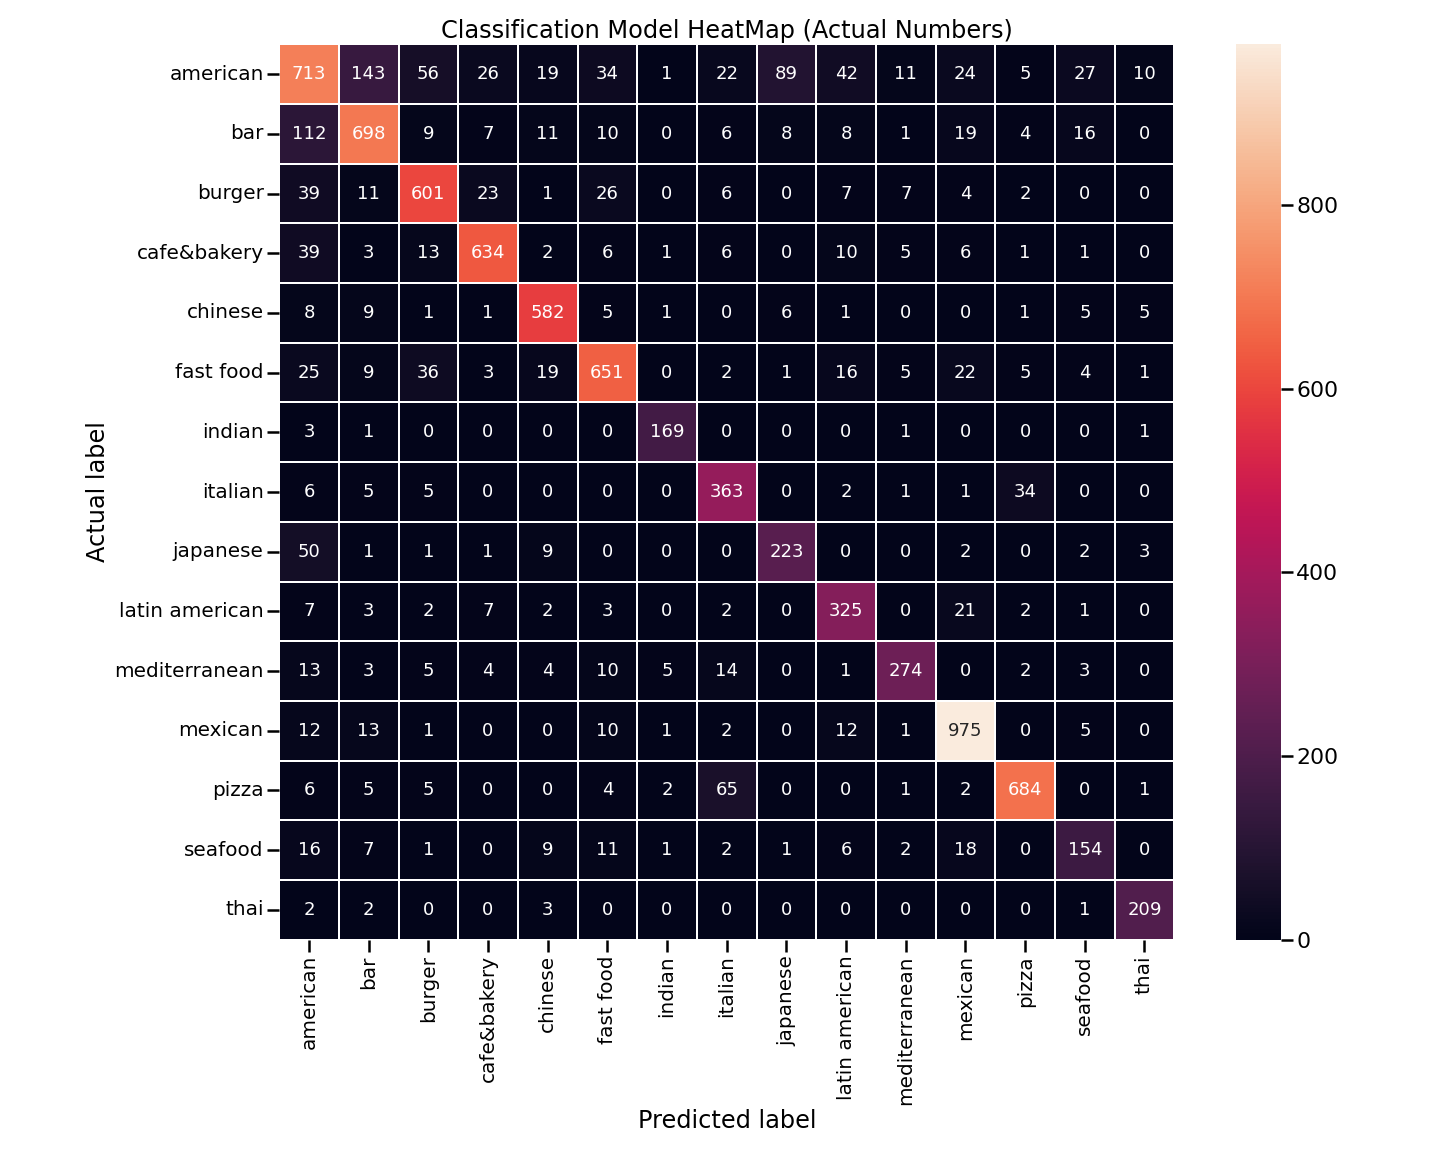 Classification Model HeatMap (Actual Numbers)
american 713 143 56 26 19 34 1 22 89 42 11 24 5 27 10
bar 112 698 9 7 11 10 0 6 8 8 1 19 4 16 0
burger 39 11 601 23 1 26 0 6 0 7 7 4 2 0 0
cafe&bakery 39 3 13 634 2 6 1 6 0 10 5 6 1 1 0
chinese 8 9 1 1 582 5 1 0 6 1 0 0 1 5 5
fast food 25 9 36 3 19 651 0 2 1 16 5 22 5 4 1
indian 3 1 0 0 0 0 169 0 0 0 1 0 0 0 1
italian 6 5 5 0 0 0 0 363 0 2 1 1 34 0 0
japanese 50 1 1 1 9 0 0 0 223 0 0 2 0 2 3
latin american 7 3 2 7 2 3 0 2 0 325 0 21 2 1 0
mediterranean 13 3 5 4 4 10 5 14 0 1 274 0 2 3 0
mexican 12 13 1 0 0 10 1 2 0 12 1 975 0 5 0
pizza 6 5 5 0 0 4 2 65 0 0 1 2 684 0 1
seafood 16 7 1 0 9 11 1 2 1 6 2 18 0 154 0
thai 2 2 0 0 3 0 0 0 0 0 0 0 0 1 209
american bar burger cafe&bakery chinese fast food indian italian japanese latin american mediterranean mexican pizza seafood thai
Actual label
Predicted label
800
600
400
200
0